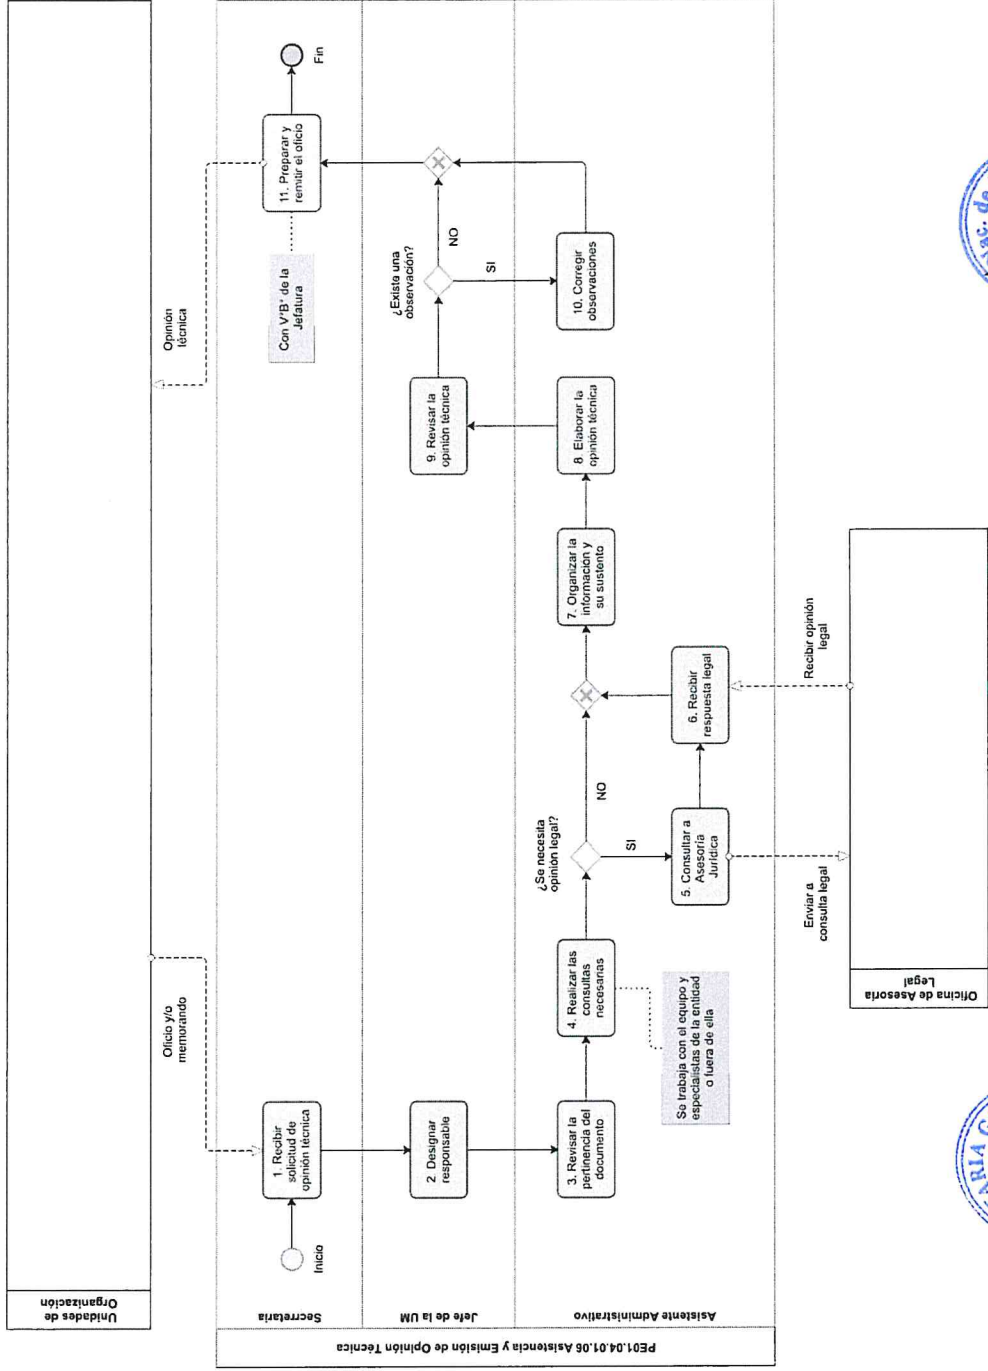 Unidades de
Organización
Oficio y/o
memorando
Opinión
técnica
PE01.04.01.06 Asistencia y Emisión de Opinión Técnica
Secretaria
Inicio
1. Recibir
solicitud de
opinión técnica
Con V°B° de la
Jefatura
11. Preparar y
remitir el oficio
Fin
Jefe de la UM
2. Designar
responsable
9. Revisar la
opinión técnica
¿Existe una
observación?
NO
SI
Asistente Administrativo
3. Revisar la
pertinencia del
documento
4. Realizar las
consultas
necesarias
Se trabaja con el equipo y
especialistas de la entidad
o fuera de ella
¿Se necesita
opinión legal?
NO
SI
5. Consultar a
Asesoría
Jurídica
6. Recibir
respuesta legal
7. Organizar la
información y
su sustento
8. Elaborar la
opinión técnica
10. Corregir
observaciones
Enviar a
consulta legal
Recibir opinión
legal
Oficina de Asesoría
Legal